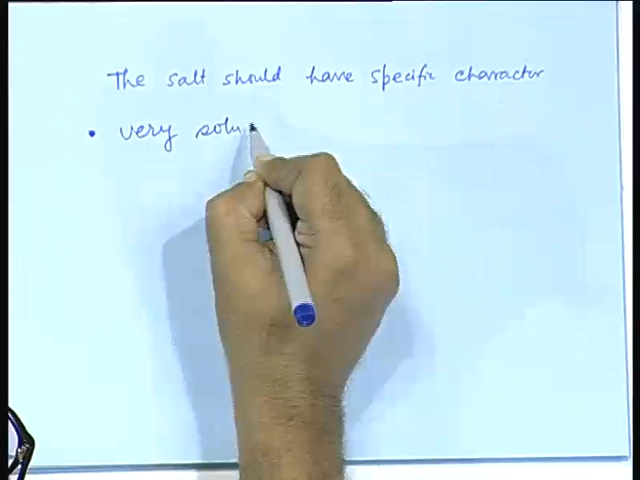 The salt should have specific character
• very solu